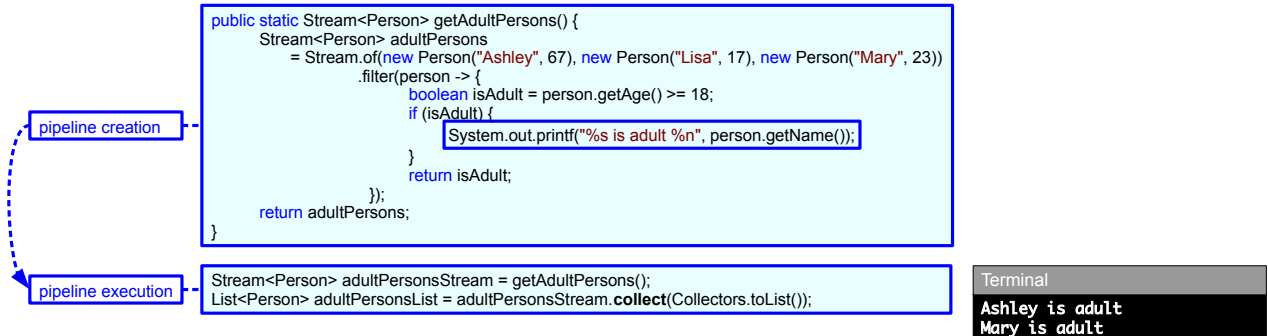 public static Stream<Person> getAdultPersons() {
Stream<Person> adultPersons
= Stream.of(new Person("Ashley", 67), new Person("Lisa", 17), new Person("Mary", 23))
.filter(person -> {
boolean isAdult = person.getAge() >= 18;
if (isAdult) {
pipeline creation
System.out.printf("%s is adult %n", person.getName());
}
return isAdult;
});
return adultPersons;
}
pipeline execution
Stream<Person> adultPersonsStream = getAdultPersons();
List<Person> adultPersonsList = adultPersonsStream.collect(Collectors.toList());
Terminal
Ashley is adult
Mary is adult